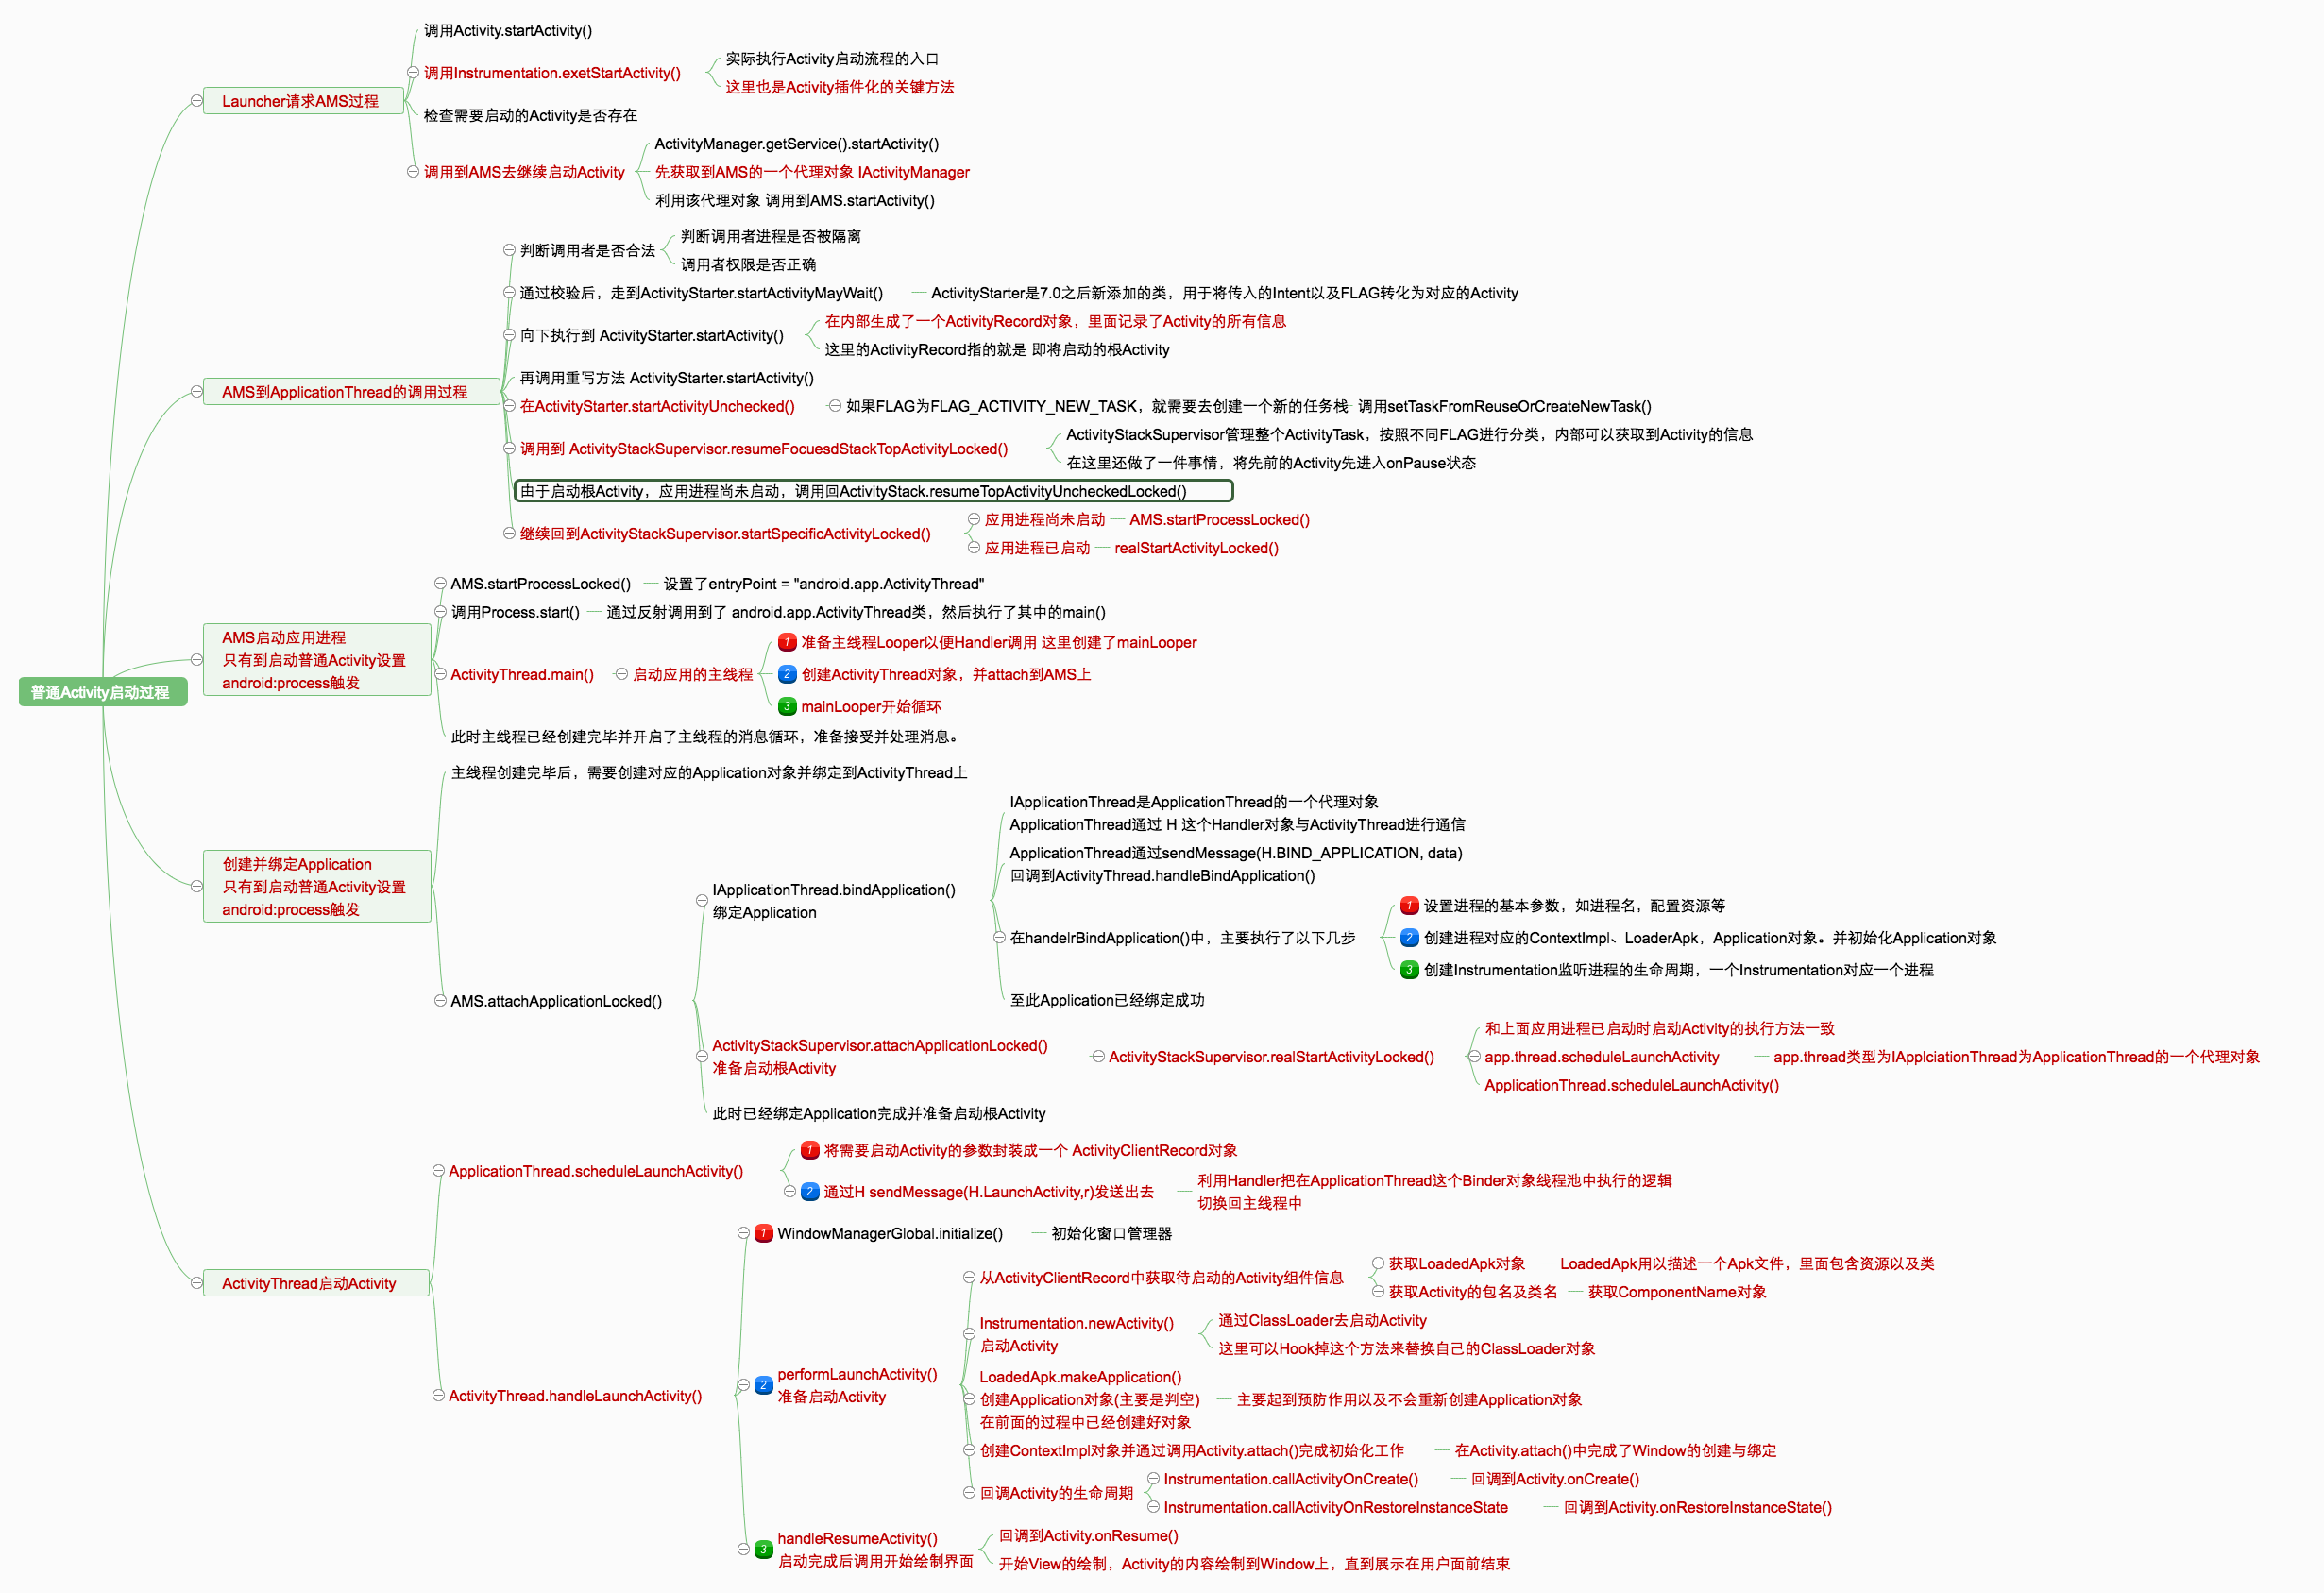 普通Activity启动过程
Launcher请求AMS过程
调用Activity.startActivity()
调用Instrumentation.exetStartActivity()
实际执行Activity启动流程的入口
这里也是Activity插件化的关键方法
检查需要启动的Activity是否存在
调用到AMS去继续启动Activity
ActivityManager.getService().startActivity()
先获取到AMS的一个代理对象 IActivityManager
利用该代理对象 调用到AMS.startActivity()
AMS到ApplicationThread的调用过程
判断调用者是否合法
判断调用者进程是否被隔离
调用者权限是否正确
通过校验后，走到ActivityStarter.startActivityMayWait()
ActivityStarter是7.0之后新添加的类，用于将传入的Intent以及FLAG转化为对应的Activity
向下执行到 ActivityStarter.startActivity()
在内部生成了一个ActivityRecord对象，里面记录了Activity的所有信息
这里的ActivityRecord指的就是 即将启动的根Activity
再调用重写方法 ActivityStarter.startActivity()
在ActivityStarter.startActivityUnchecked()
如果FLAG为FLAG_ACTIVITY_NEW_TASK，就需要去创建一个新的任务栈
调用setTaskFromReuseOrCreateNewTask()
调用到 ActivityStackSupervisor.resumeFocuesdStackTopActivityLocked()
ActivityStackSupervisor管理整个ActivityTask，按照不同FLAG进行分类，内部可以获取到Activity的信息
在这里还做了一件事情，将先前的Activity先进入onPause状态
由于启动根Activity，应用进程尚未启动，调用回ActivityStack.resumeTopActivityUncheckedLocked()
继续回到ActivityStackSupervisor.startSpecificActivityLocked()
应用进程尚未启动
AMS.startProcessLocked()
应用进程已启动
realStartActivityLocked()
AMS启动应用进程
只有到启动普通Activity设置
android:process触发
AMS.startProcessLocked()
设置了entryPoint = "android.app.ActivityThread"
调用Process.start()
通过反射调用到了 android.app.ActivityThread类，然后执行了其中的main()
ActivityThread.main()
启动应用的主线程
1 准备主线程Looper以便Handler调用 这里创建了mainLooper
2 创建ActivityThread对象，并attach到AMS上
3 mainLooper开始循环
此时主线程已经创建完毕并开启了主线程的消息循环，准备接受并处理消息。
创建并绑定Application
只有到启动普通Activity设置
android:process触发
主线程创建完毕后，需要创建对应的Application对象并绑定到ActivityThread上
AMS.attachApplicationLocked()
IApplicationThread.bindApplication()
绑定Application
IApplicationThread是ApplicationThread的一个代理对象
ApplicationThread通过 H 这个Handler对象与ActivityThread进行通信
ApplicationThread通过sendMessage(H.BIND_APPLICATION, data)
回调到ActivityThread.handleBindApplication()
在handelrBindApplication()中，主要执行了以下几步
1 设置进程的基本参数，如进程名，配置资源等
2 创建进程对应的ContextImpl、LoaderApk，Application对象。并初始化Application对象
3 创建Instrumentation监听进程的生命周期，一个Instrumentation对应一个进程
至此Application已经绑定成功
ActivityStackSupervisor.attachApplicationLocked()
准备启动根Activity
ActivityStackSupervisor.realStartActivityLocked()
和上面应用进程已启动时启动Activity的执行方法一致
app.thread.scheduleLaunchActivity
app.thread类型为IApplciationThread为ApplicationThread的一个代理对象
ApplicationThread.scheduleLaunchActivity()
此时已经绑定Application完成并准备启动根Activity
ActivityThread启动Activity
ApplicationThread.scheduleLaunchActivity()
1 将需要启动Activity的参数封装成一个 ActivityClientRecord对象
2 通过H sendMessage(H.LaunchActivity,r)发送出去
利用Handler把在ApplicationThread这个Binder对象线程池中执行的逻辑
切换回主线程中
ActivityThread.handleLaunchActivity()
1 WindowManagerGlobal.initialize()
初始化窗口管理器
2 performLaunchActivity()
准备启动Activity
从ActivityClientRecord中获取待启动的Activity组件信息
获取LoadedApk对象
LoadedApk用以描述一个Apk文件，里面包含资源以及类
获取Activity的包名及类名
获取ComponentName对象
Instrumentation.newActivity()
启动Activity
通过ClassLoader去启动Activity
这里可以Hook掉这个方法来替换自己的ClassLoader对象
LoadedApk.makeApplication()
创建Application对象(主要是判空)
在前面的过程中已经创建好对象
主要起到预防作用以及不会重新创建Application对象
创建ContextImpl对象并通过调用Activity.attach()完成初始化工作
在Activity.attach()中完成了Window的创建与绑定
回调Activity的生命周期
Instrumentation.callActivityOnCreate()
回调到Activity.onCreate()
Instrumentation.callActivityOnRestoreInstanceState
回调到Activity.onRestoreInstanceState()
3 handleResumeActivity()
启动完成后调用开始绘制界面
回调到Activity.onResume()
开始View的绘制，Activity的内容绘制到Window上，直到展示在用户面前结束